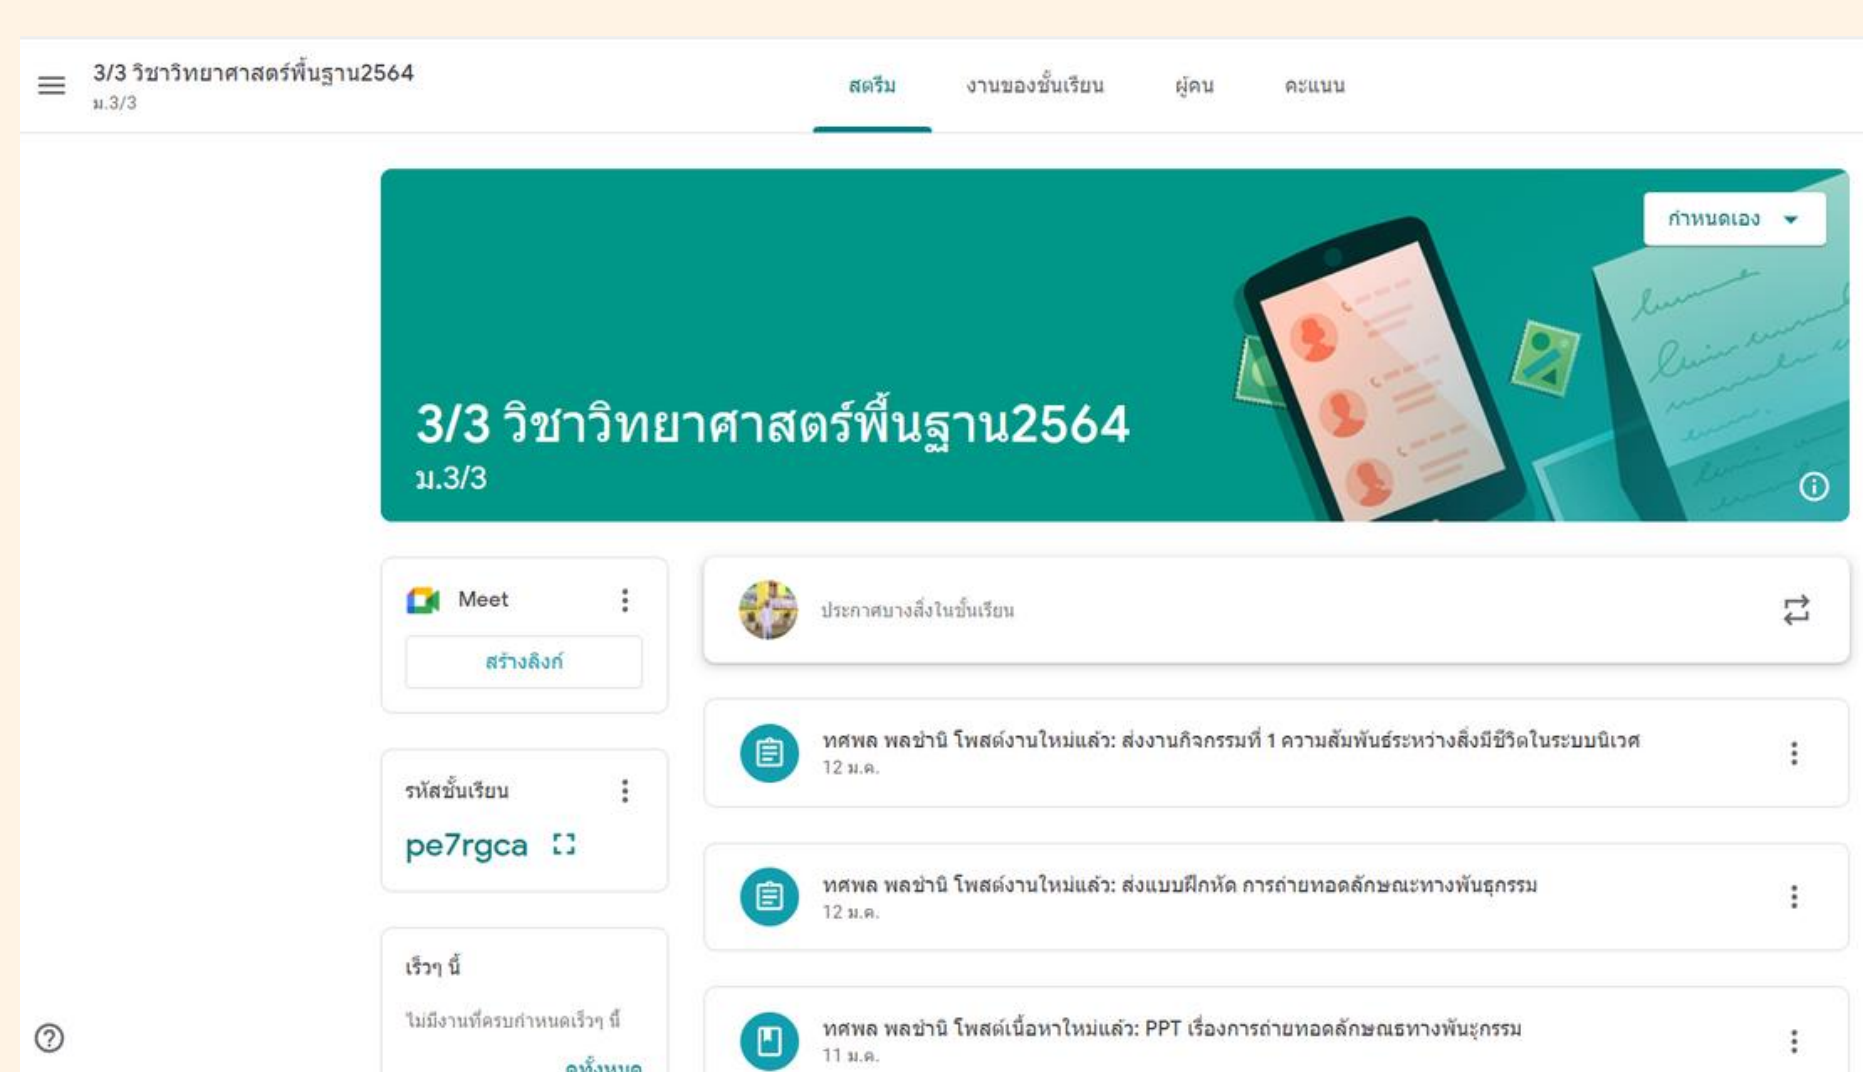 3/3 วิชาวิทยาศาสตร์พื้นฐาน2564
ม.3/3
สตรีม
งานของชั้นเรียน
ผู้คน
คะแนน
กำหนดเอง
3/3 วิชาวิทยาศาสตร์พื้นฐาน2564
ม.3/3
Meet
สร้างลิงก์
ประกาศบางสิ่งในชั้นเรียน
ทศพล พลชำนิ โพสต์งานใหม่แล้ว: ส่งงานกิจกรรมที่ 1 ความสัมพันธ์ระหว่างสิ่งมีชีวิตในระบบนิเวศ
12 ม.ค.
รหัสชั้นเรียน
pe7rgca
ทศพล พลชำนิ โพสต์งานใหม่แล้ว: ส่งแบบฝึกหัด การถ่ายทอดลักษณะทางพันธุกรรม
12 ม.ค.
เร็วๆ นี้
ไม่มีงานที่ครบกำหนดเร็วๆ นี้
ดูทั้งหมด
ทศพล พลชำนิ โพสต์เนื้อหาใหม่แล้ว: PPT เรื่องการถ่ายทอดลักษณธทางพันะุกรรม
11 ม.ค.